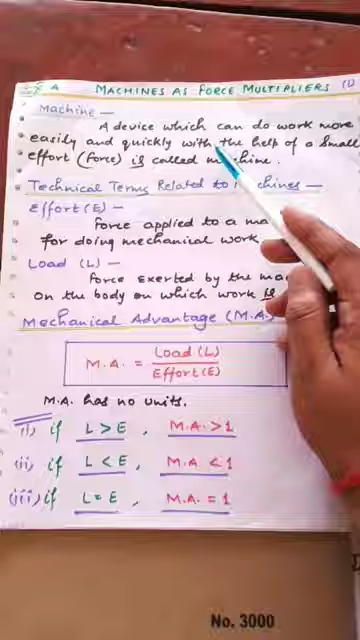 A MACHINES AS FORCE MULTIPLIERS (1)
Machine —
A device which can do work more
easily and quickly with the help of a small
effort (force) is called machine.
Technical Terms Related to Machines —
Effort (E) —
Force applied to a
for doing mechanical work
Load (L) —
Force exerted by the
on the body on which work is
Mechanical Advantage (M.A.)
M.A. = Load (L)
Effort (E)
M.A. has no units.
(i) if L > E , M.A. > 1
(ii) if L < E , M.A < 1
(iii) if L = E , M.A. = 1
No. 3000